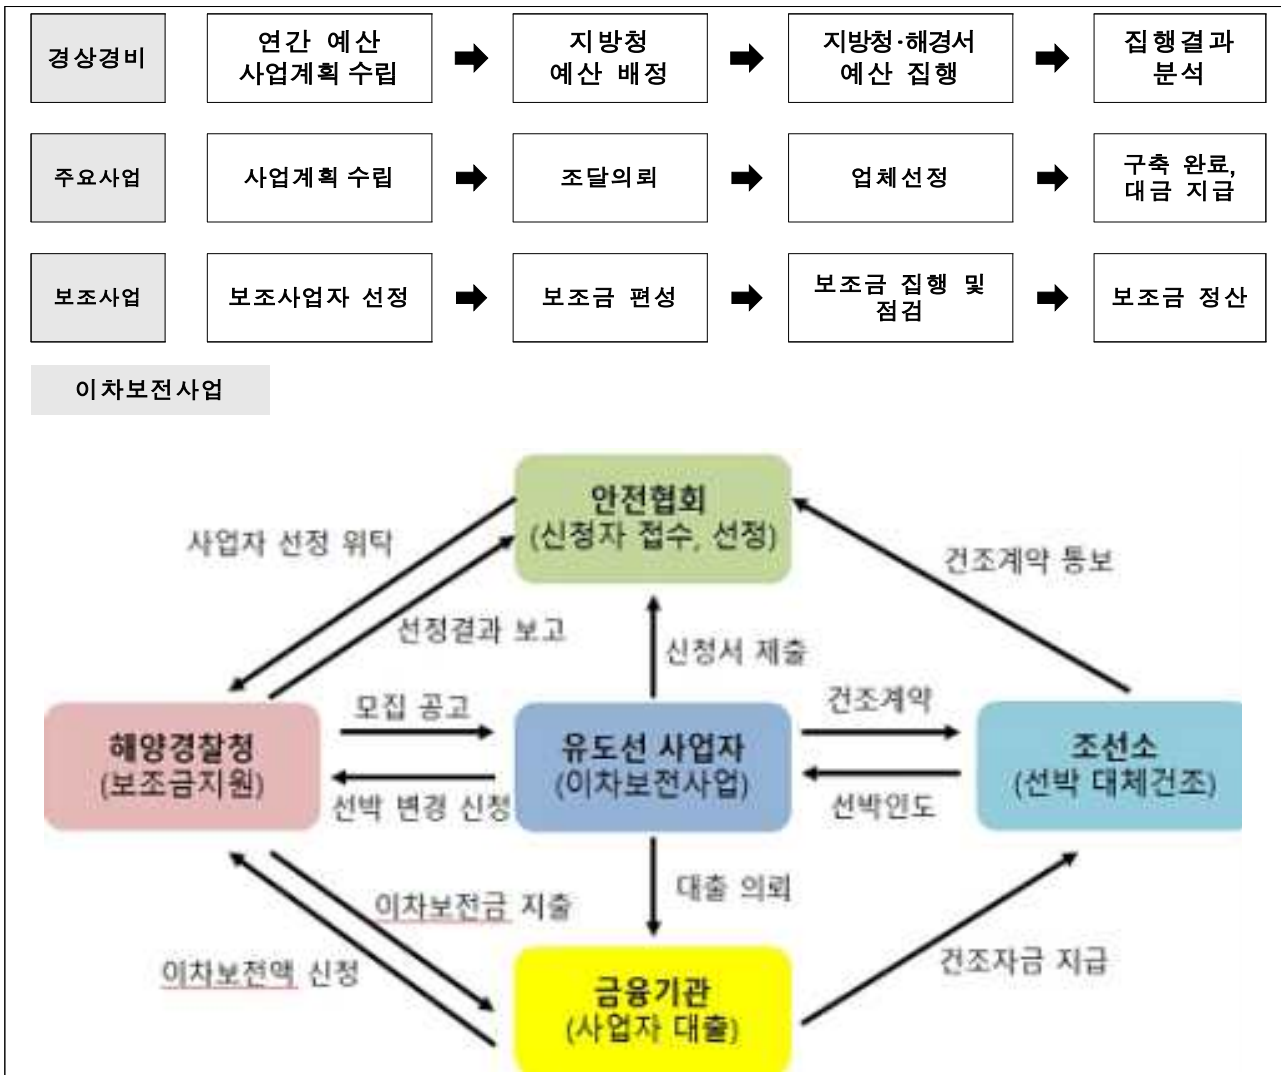 경상경비
연간 예산
사업계획 수립
지방청
예산 배정
지방청·해경서
예산 집행
집행결과
분석
주요사업
사업계획 수립
조달의뢰
업체선정
구축 완료,
대금 지급
보조사업
보조사업자 선정
보조금 편성
보조금 집행 및
점검
보조금 정산
이차보전사업
안전협회
(신청자 접수, 선정)
사업자 선정 위탁
건조계약 통보
선정결과 보고
신청서 제출
모집 공고
건조계약
해양경찰청
(보조금지원)
유도선 사업자
(이차보전사업)
조선소
(선박 대체건조)
선박 변경 신청
선박인도
대출 의뢰
이차보전금 지출
이차보전액 신청
건조자금 지급
금융기관
(사업자 대출)